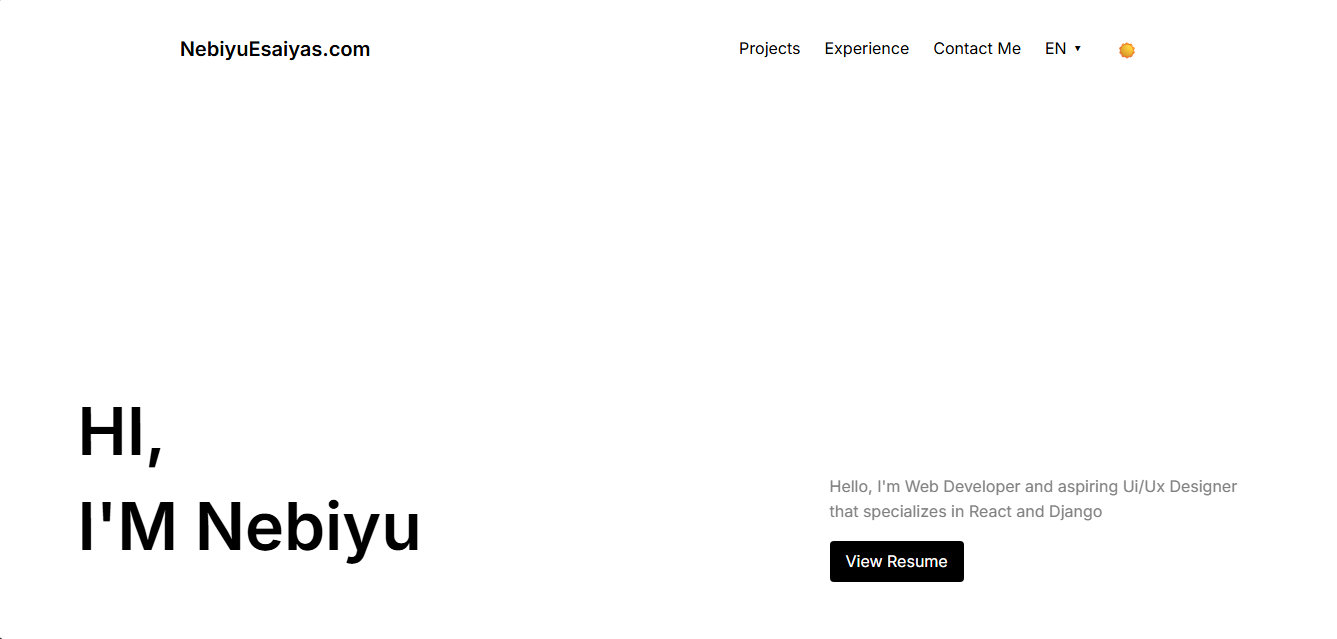 NebiyuEsaiyas.com
Projects Experience Contact Me EN ▾
HI,
I'M Nebiyu
Hello, I'm Web Developer and aspiring Ui/Ux Designer
that specializes in React and Django
View Resume